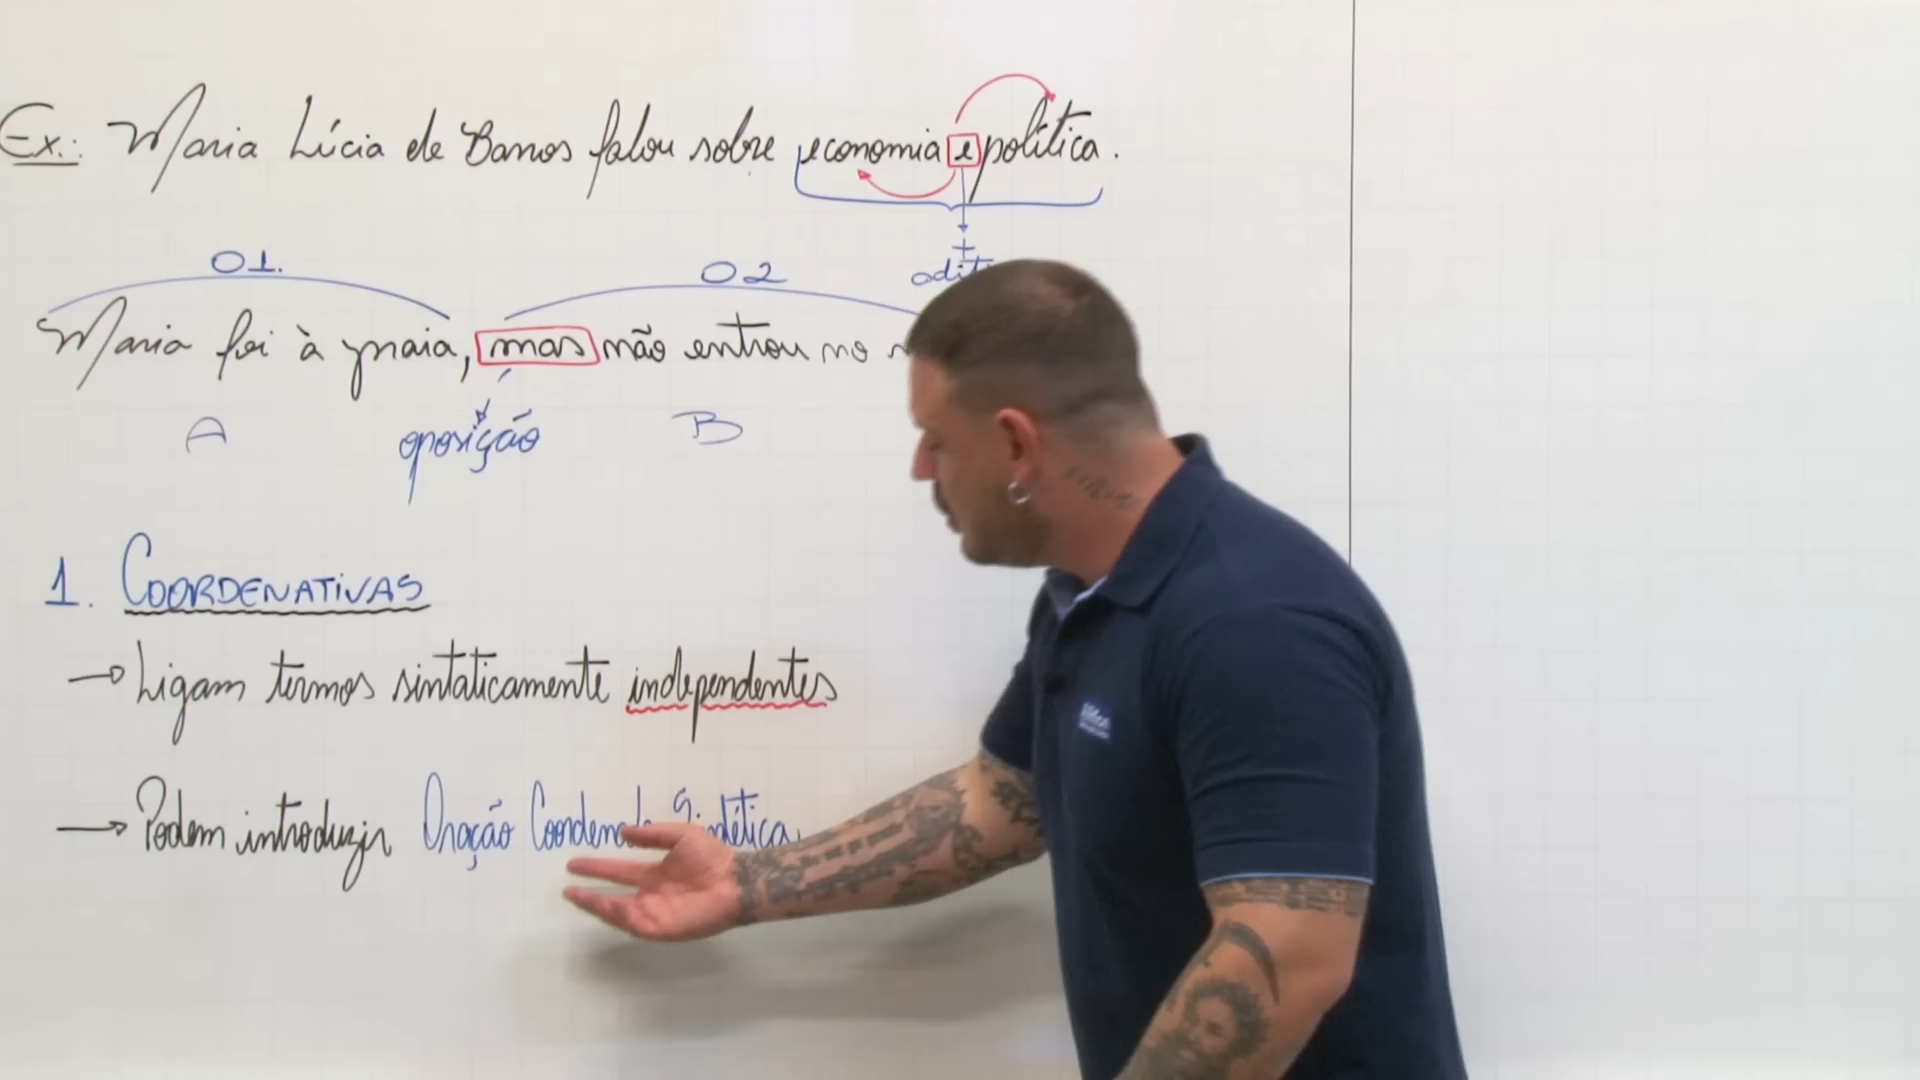 Ex.: Maria Lúcia de Barros falou sobre economia e política.
+
O1. O2
Maria foi à praia, mas não entrou no
A oposição B
1. COORDENATIVAS
→ Ligam termos sintaticamente independentes
→ Podem introduzir Oração Coordenada Sindética